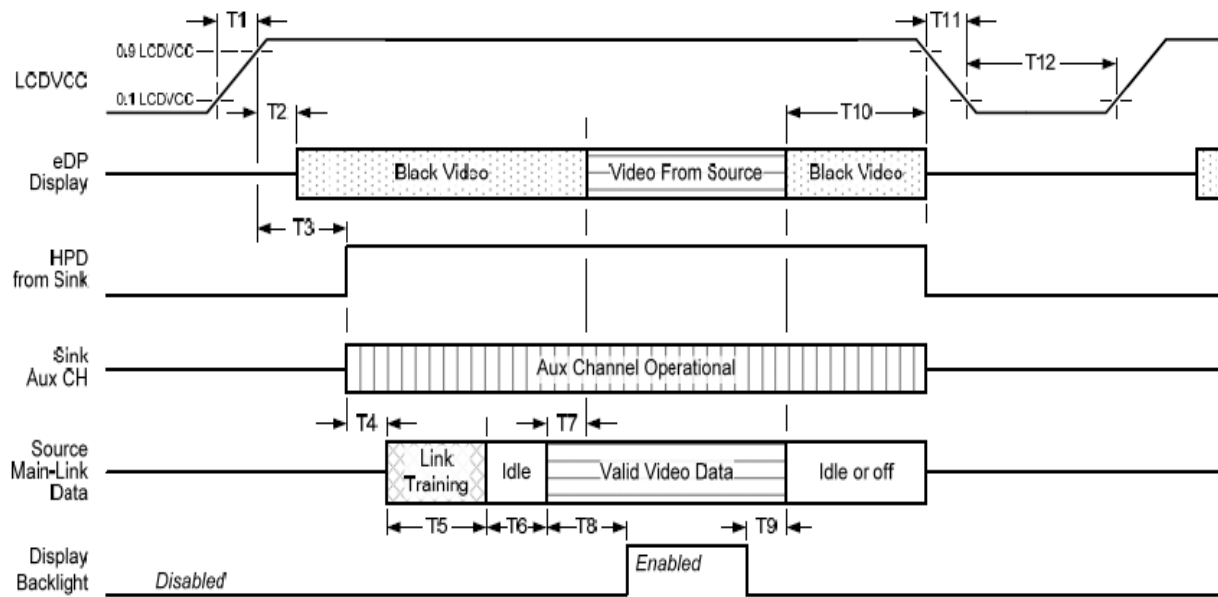 T1
T11
0.9 LCDVCC
LCDVCC
T12
0.1 LCDVCC
T2
T10
eDP
Display
Black Video
Video From Source
Black Video
T3
HPD
from Sink
Sink
Aux CH
Aux Channel Operational
T4
T7
Source
Main-Link
Data
Link
Training
Idle
Valid Video Data
Idle or off
T5
T6
T8
T9
Display
Backlight
Disabled
Enabled